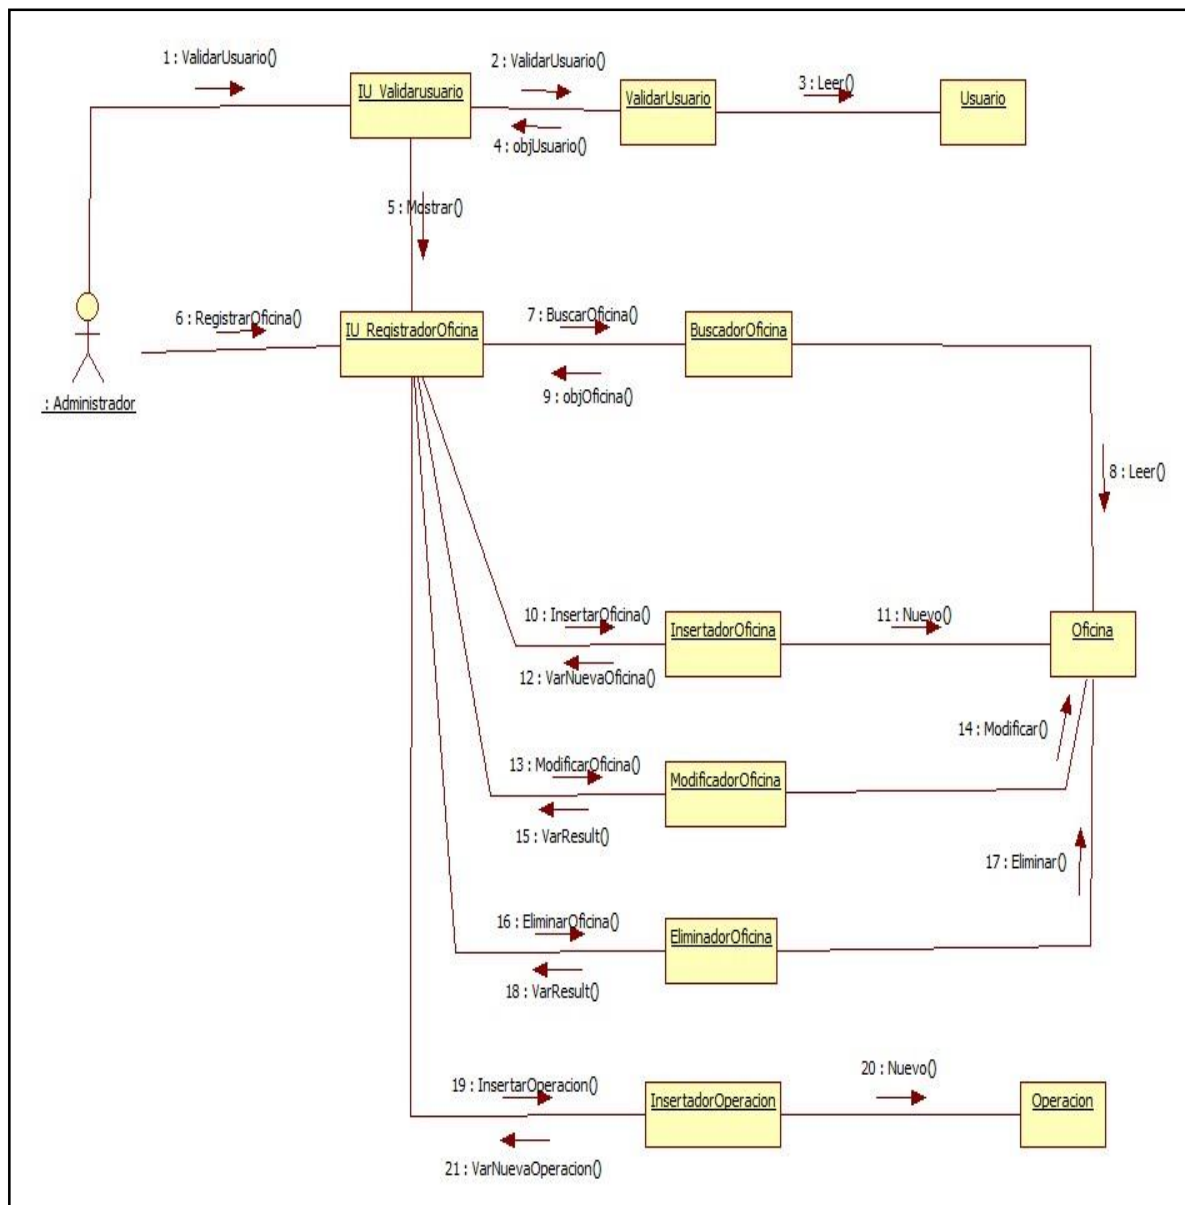 1 : ValidarUsuario()
2 : ValidarUsuario()
3 : Leer()
IU_Validarusuario
ValidarUsuario
Usuario
4 : objUsuario()
5 : Mostrar()
6 : RegistrarOficina()
7 : BuscarOficina()
IU_RegistradorOficina
BuscadorOficina
9 : objOficina()
: Administrador
8 : Leer()
10 : InsertarOficina()
11 : Nuevo()
InsertadorOficina
Oficina
12 : VarNuevaOficina()
14 : Modificar()
13 : ModificarOficina()
ModificadorOficina
15 : VarResult()
17 : Eliminar()
16 : EliminarOficina()
EliminadorOficina
18 : VarResult()
20 : Nuevo()
19 : InsertarOperacion()
InsertadorOperacion
Operacion
21 : VarNuevaOperacion()